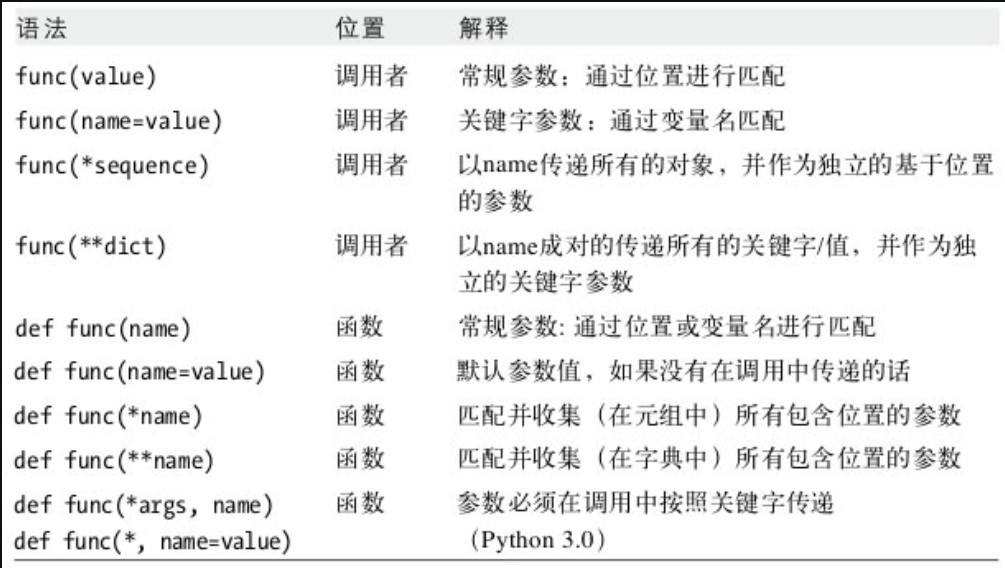 语法 位置 解释
func(value) 调用者 常规参数：通过位置进行匹配
func(name=value) 调用者 关键字参数：通过变量名匹配
func(*sequence) 调用者 以name传递所有的对象，并作为独立的基于位置
的参数
func(**dict) 调用者 以name成对的传递所有的关键字/值，并作为独
立的关键字参数
def func(name) 函数 常规参数: 通过位置或变量名进行匹配
def func(name=value) 函数 默认参数值，如果没有在调用中传递的话
def func(*name) 函数 匹配并收集（在元组中）所有包含位置的参数
def func(**name) 函数 匹配并收集（在字典中）所有包含位置的参数
def func(*args, name) 函数 参数必须在调用中按照关键字传递
def func(*, name=value) （Python 3.0）